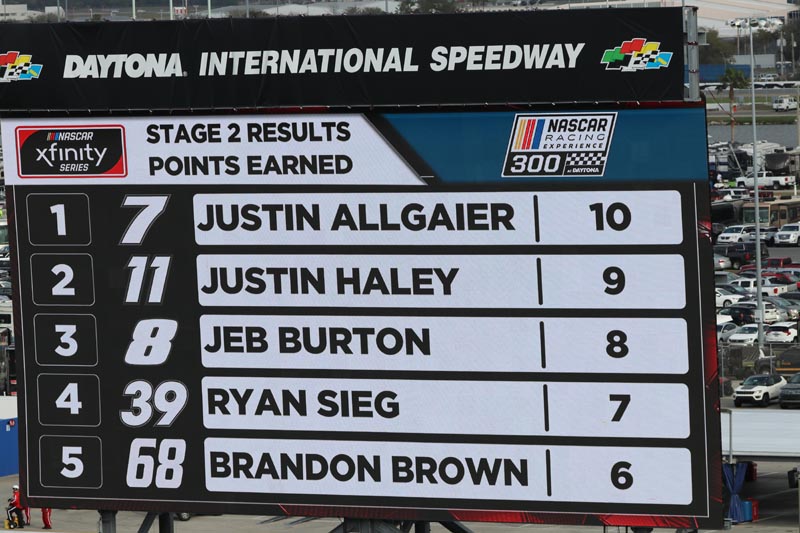 DAYTONA INTERNATIONAL SPEEDWAY
NASCAR
xfinity
SERIES
STAGE 2 RESULTS
POINTS EARNED
NASCAR
RACING
EXPERIENCE
300 AT DAYTONA
1 7 JUSTIN ALLGAIER 10
2 11 JUSTIN HALEY 9
3 8 JEB BURTON 8
4 39 RYAN SIEG 7
5 68 BRANDON BROWN 6